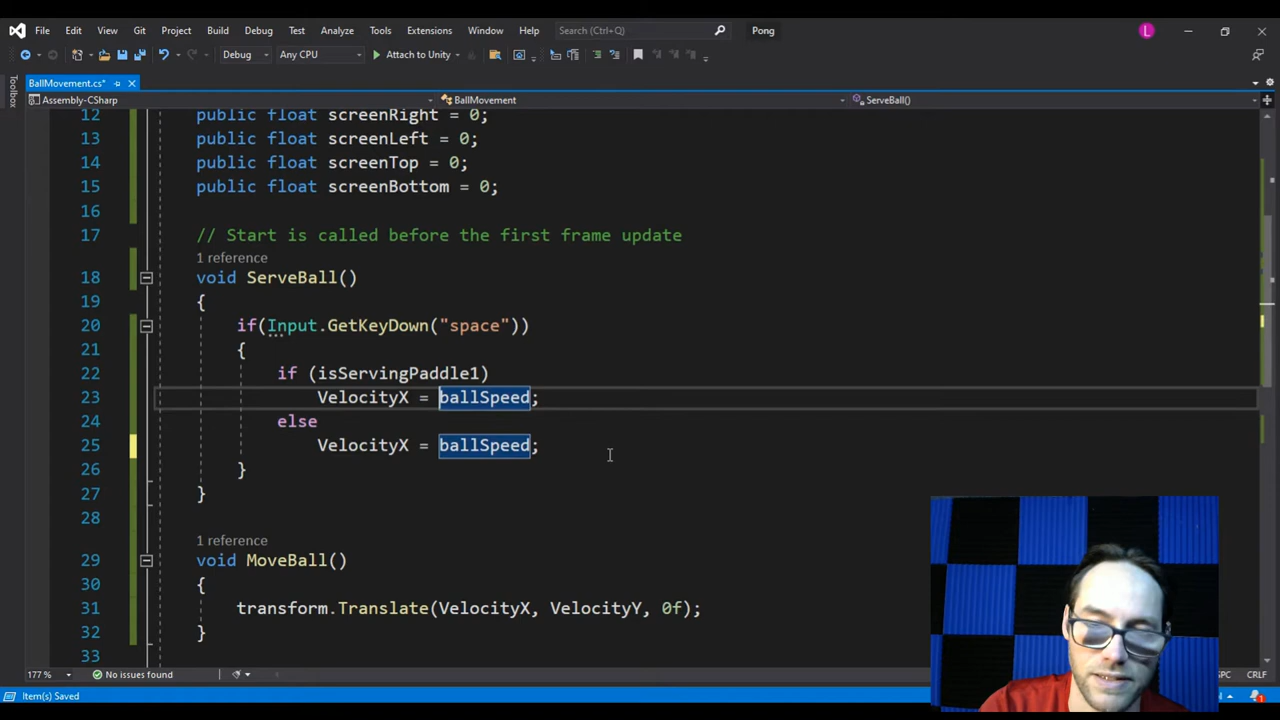 File Edit View Git Project Build Debug Test Analyze Tools Extensions Window Help Search (Ctrl+Q) Pong L
Debug Any CPU Attach to Unity
BallMovement.cs*
Toolbox
Assembly-CSharp BallMovement ServeBall()
12 public float screenRight = 0;
13 public float screenLeft = 0;
14 public float screenTop = 0;
15 public float screenBottom = 0;
16
17 // Start is called before the first frame update
1 reference
18 void ServeBall()
19 {
20 if(Input.GetKeyDown("space"))
21 {
22 if (isServingPaddle1)
23 VelocityX = ballSpeed;
24 else
25 VelocityX = ballSpeed;
26 }
27 }
28
1 reference
29 void MoveBall()
30 {
31 transform.Translate(VelocityX, VelocityY, 0f);
32 }
33
177 % No issues found SPC CRLF
Item(s) Saved 1